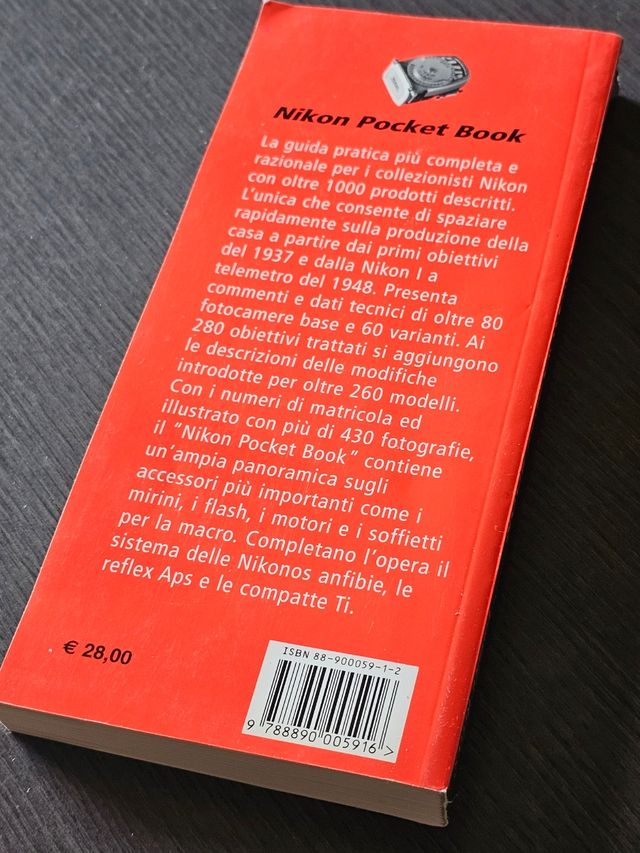 Nikon Pocket Book
La guida pratica più completa e
razionale per i collezionisti Nikon
con oltre 1000 prodotti descritti.
L'unica che consente di spaziare
rapidamente sulla produzione della
casa a partire dai primi obiettivi
del 1937 e dalla Nikon I a
telemetro del 1948. Presenta
commenti e dati tecnici di oltre 80
fotocamere base e 60 varianti. Ai
280 obiettivi trattati si aggiungono
le descrizioni delle modifiche
introdotte per oltre 260 modelli.
Con i numeri di matricola ed
illustrato con più di 430 fotografie,
il “Nikon Pocket Book” contiene
un'ampia panoramica sugli
accessori più importanti come i
mirini, i flash, i motori e i soffietti
per la macro. Completano l'opera il
sistema delle Nikonos anfibie, le
reflex Aps e le compatte Ti.
€ 28,00
ISBN 88-900059-1-2
9 788890 005916 >